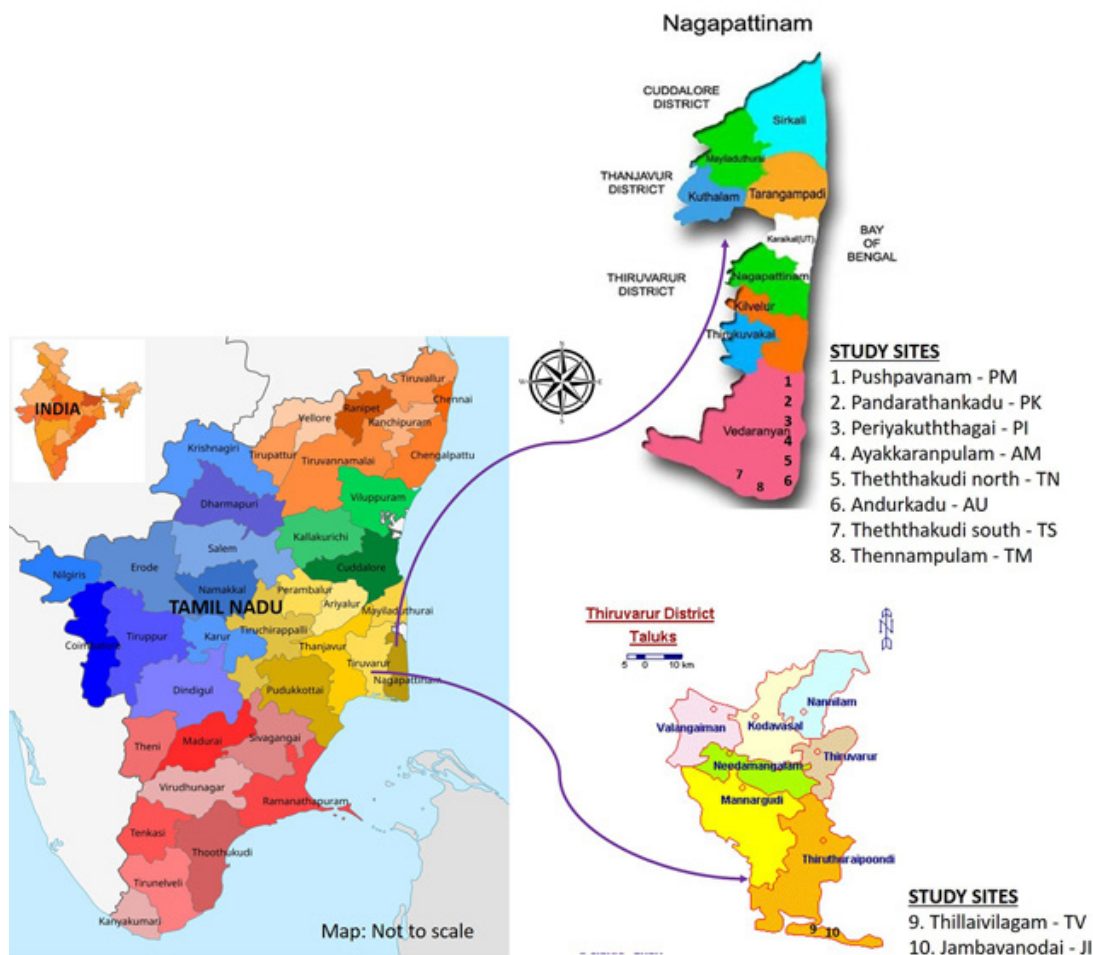 Nagapattinam
CUDDALORE
DISTRICT
Sirkali
Mayiladuthurai
THANJAVUR
DISTRICT
Kuthalam
Tarangampadi
Karaikal(UT)
BAY
OF
BENGAL
THIRUVARUR
DISTRICT
Nagapattinam
Kilvelur
Thirukuvakal
Vedaranyan
1
2
3
4
5
6
7
8
STUDY SITES
1. Pushpavanam - PM
2. Pandarathankadu - PK
3. Periyakuththagai - PI
4. Ayakkaranpulam - AM
5. Theththakudi north - TN
6. Andurkadu - AU
7. Theththakudi south - TS
8. Thennampulam - TM
INDIA
N
W
E
S
Tiruvallur
Chennai
Ranipet
Vellore
Kanchipuram
Tirupattur
Chengalpattu
Tiruvannamalai
Krishnagiri
Dharmapuri
Viluppuram
Kallakurichi
Salem
Erode
Nilgiris
Cuddalore
Namakkal
Perambalur
TAMIL NADU
Ariyalur
Mayiladuthurai
Tiruchirappalli
Karur
Tiruppur
Thanjavur
Tiruvarur
Nagapattinam
Dindigul
Pudukkottai
Theni
Madurai
Sivagangai
Virudhunagar
Ramanathapuram
Tenkasi
Thoothukudi
Tirunelveli
Kanyakumari
Map: Not to scale
Thiruvarur District
Taluks
5 0 10 km
N
Nannilam
Valangaiman
Kodavasal
Thiruvarur
Needamangalam
Mannargudi
Thiruthuraipoondi
9 10
STUDY SITES
9. Thillaivilagam - TV
10. Jambavanodai - JI